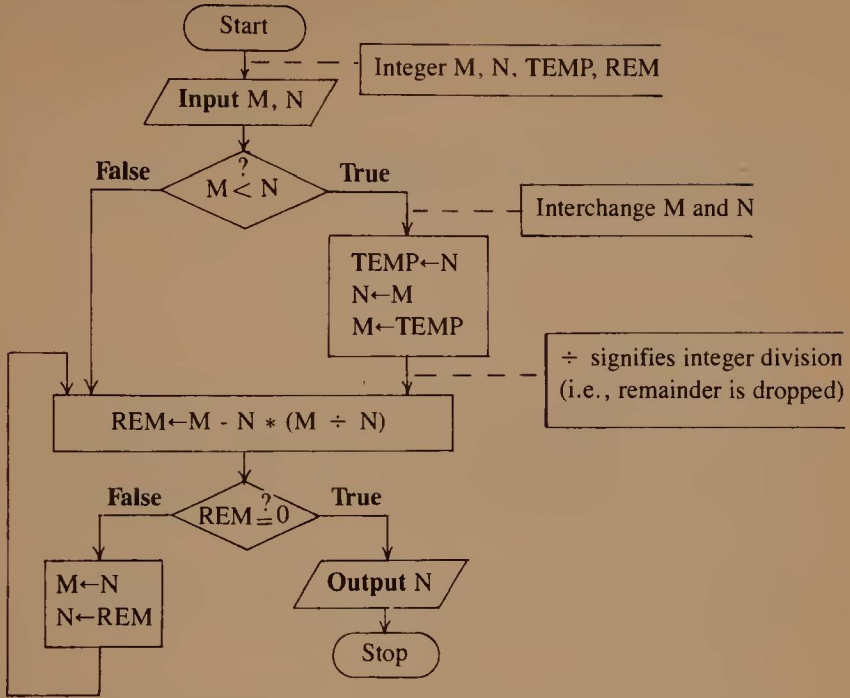 Start
Integer M, N, TEMP, REM
Input M, N
False
True
?
M < N
Interchange M and N
TEMP←N
N←M
M←TEMP
÷ signifies integer division
(i.e., remainder is dropped)
REM←M - N * (M ÷ N)
False
True
?
REM=0
M←N
N←REM
Output N
Stop